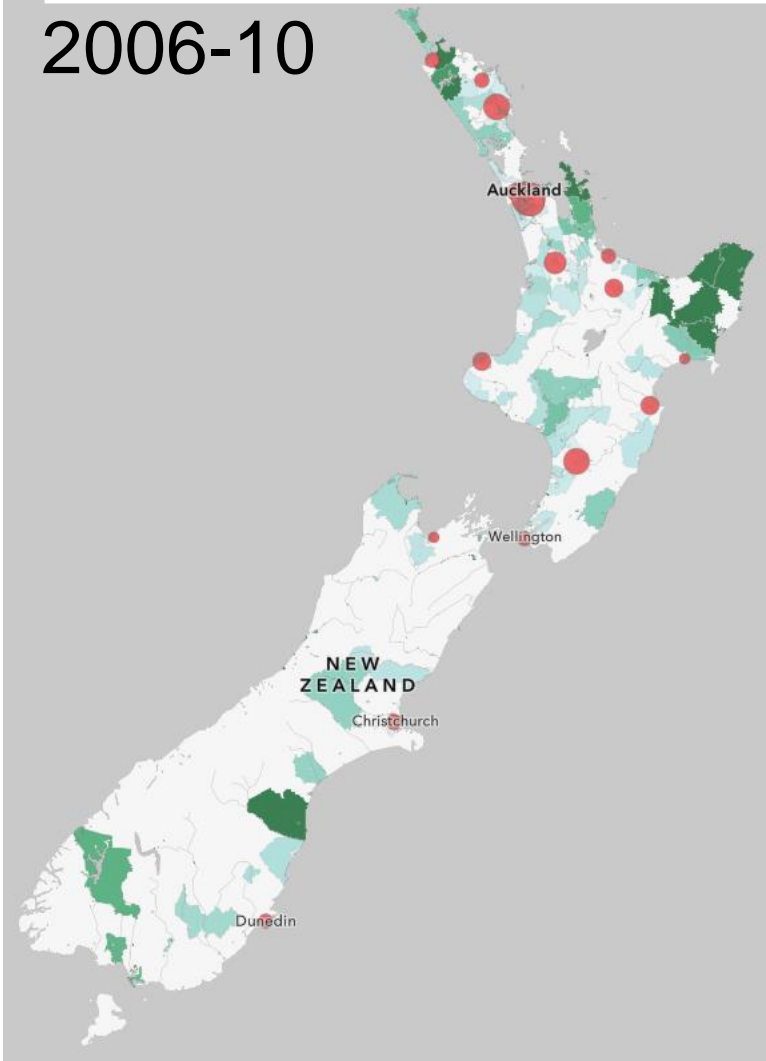 2006-10
Auckland
Wellington
NEW
ZEALAND
Christchurch
Dunedin